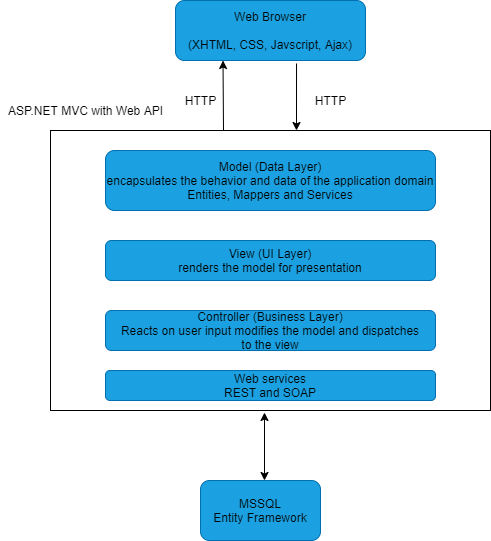 Web Browser
(XHTML, CSS, Javscript, Ajax)
HTTP
HTTP
ASP.NET MVC with Web API
Model (Data Layer)
encapsulates the behavior and data of the application domain
Entities, Mappers and Services
View (UI Layer)
renders the model for presentation
Controller (Business Layer)
Reacts on user input modifies the model and dispatches
to the view
Web services
REST and SOAP
MSSQL
Entity Framework